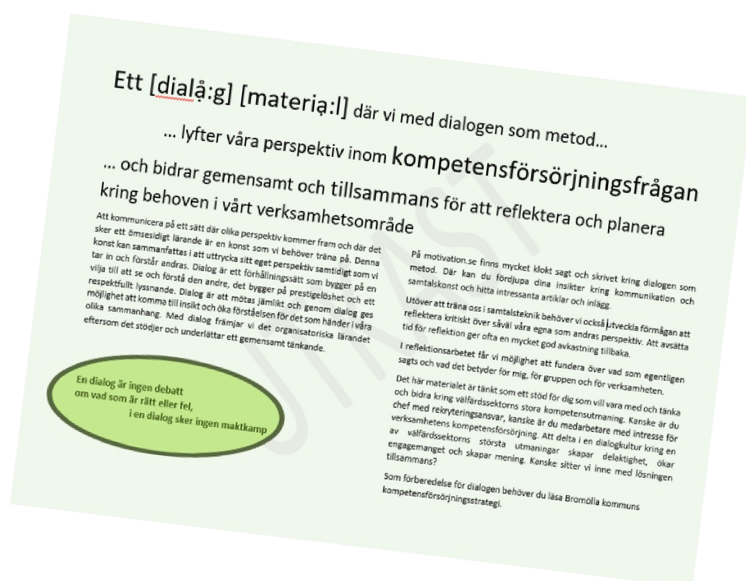 Ett [dialå:g] [materiạ:l] där vi med dialogen som metod...
... lyfter våra perspektiv inom kompetensförsörjningsfrågan
... och bidrar gemensamt och tillsammans för att reflektera och planera
kring behoven i vårt verksamhetsområde
Att kommunicera på ett sätt där olika perspektiv kommer fram och där det
sker ett ömsesidigt lärande är en konst som vi behöver träna på. Denna
konst kan sammanfattas i att uttrycka sitt eget perspektiv samtidigt som vi
tar in och förstår andras. Dialog är ett förhållningssätt som bygger på en
vilja till att se och förstå den andre, det bygger på prestigelöshet och ett
respektfullt lyssnande. Dialog är att mötas jämlikt och genom dialog ges
möjlighet att komma till insikt och öka förståelsen för det som händer i våra
olika sammanhang. Med dialog främjar vi det organisatoriska lärandet
eftersom det stödjer och underlättar ett gemensamt tänkande.
En dialog är ingen debatt
om vad som är rätt eller fel,
i en dialog sker ingen maktkamp
På motivation.se finns mycket klokt sagt och skrivet kring dialogen som
metod. Där kan du fördjupa dina insikter kring kommunikation och
samtalskonst och hitta intressanta artiklar och inlägg.
Utöver att träna oss i samtalsteknik behöver vi också utveckla förmågan att
reflektera kritiskt över såväl våra egna som andras perspektiv. Att avsätta
tid för reflektion ger ofta en mycket god avkastning tillbaka.
I reflektionsarbetet får vi möjlighet att fundera över vad som egentligen
sagts och vad det betyder för mig, för gruppen och för verksamheten.
Det här materialet är tänkt som ett stöd för dig som vill vara med och tänka
och bidra kring välfärdssektorns stora kompetensutmaning. Kanske är du
chef med rekryteringsansvar, kanske är du medarbetare med intresse för
verksamhetens kompetensförsörjning. Att delta i en dialogkultur kring en
av välfärdssektorns största utmaningar skapar delaktighet, ökar
engagemanget och skapar mening. Kanske sitter vi inne med lösningen
tillsammans?
Som förberedelse för dialogen behöver du läsa Bromölla kommuns
kompetensförsörjningsstrategi.
UTKAST